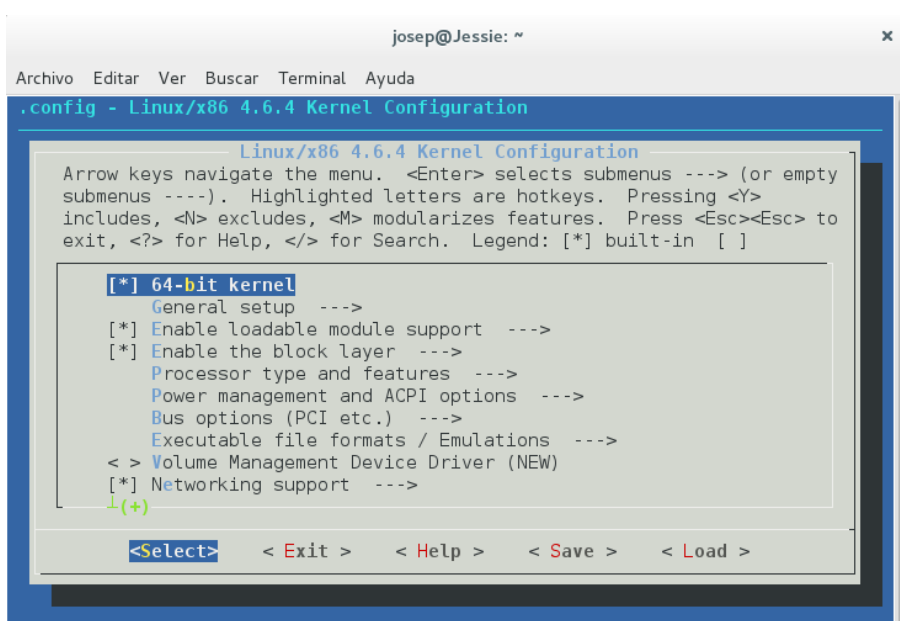 josep@Jessie: ~ ×
Archivo Editar Ver Buscar Terminal Ayuda
.config - Linux/x86 4.6.4 Kernel Configuration
Linux/x86 4.6.4 Kernel Configuration
Arrow keys navigate the menu. <Enter> selects submenus ---> (or empty
submenus ----). Highlighted letters are hotkeys. Pressing <Y>
includes, <N> excludes, <M> modularizes features. Press <Esc><Esc> to
exit, <?> for Help, </> for Search. Legend: [*] built-in [ ]
[*] 64-bit kernel
General setup --->
[*] Enable loadable module support --->
[*] Enable the block layer --->
Processor type and features --->
Power management and ACPI options --->
Bus options (PCI etc.) --->
Executable file formats / Emulations --->
< > Volume Management Device Driver (NEW)
[*] Networking support --->
┴(+)
<Select> < Exit > < Help > < Save > < Load >